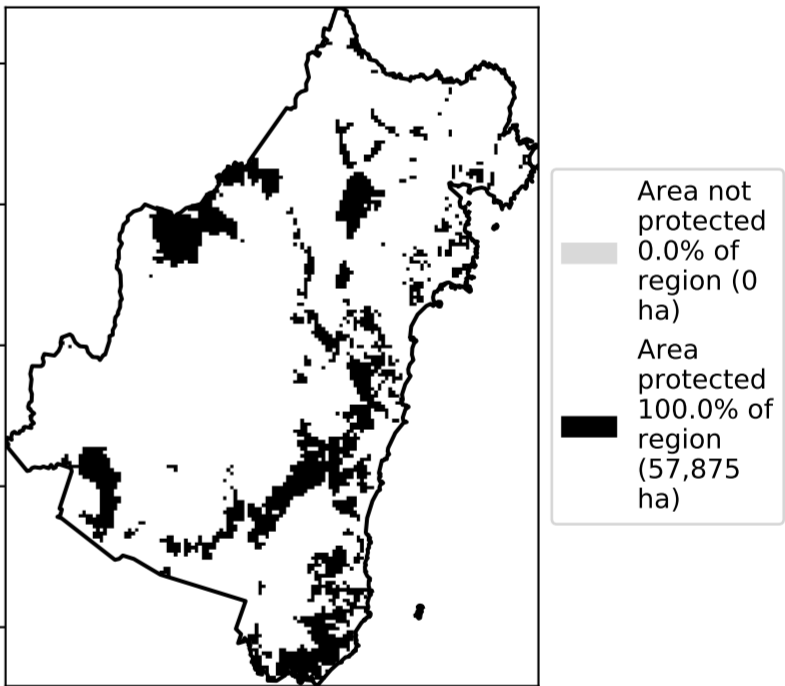 Area not
protected
0.0% of
region (0
ha)
Area
protected
100.0% of
region
(57,875
ha)